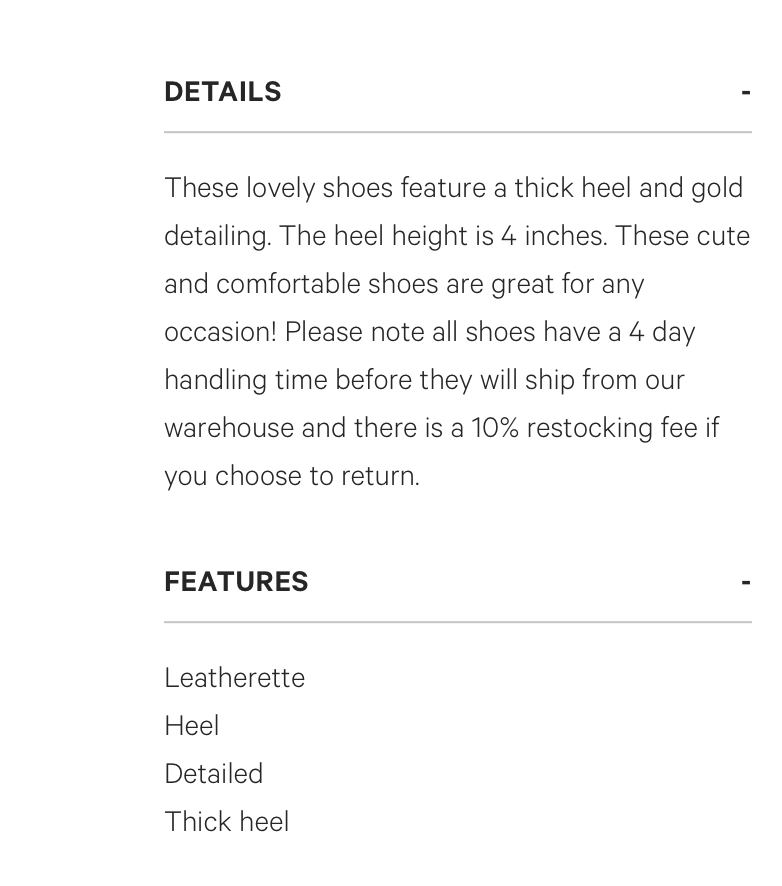 DETAILS -
These lovely shoes feature a thick heel and gold
detailing. The heel height is 4 inches. These cute
and comfortable shoes are great for any
occasion! Please note all shoes have a 4 day
handling time before they will ship from our
warehouse and there is a 10% restocking fee if
you choose to return.
FEATURES -
Leatherette
Heel
Detailed
Thick heel